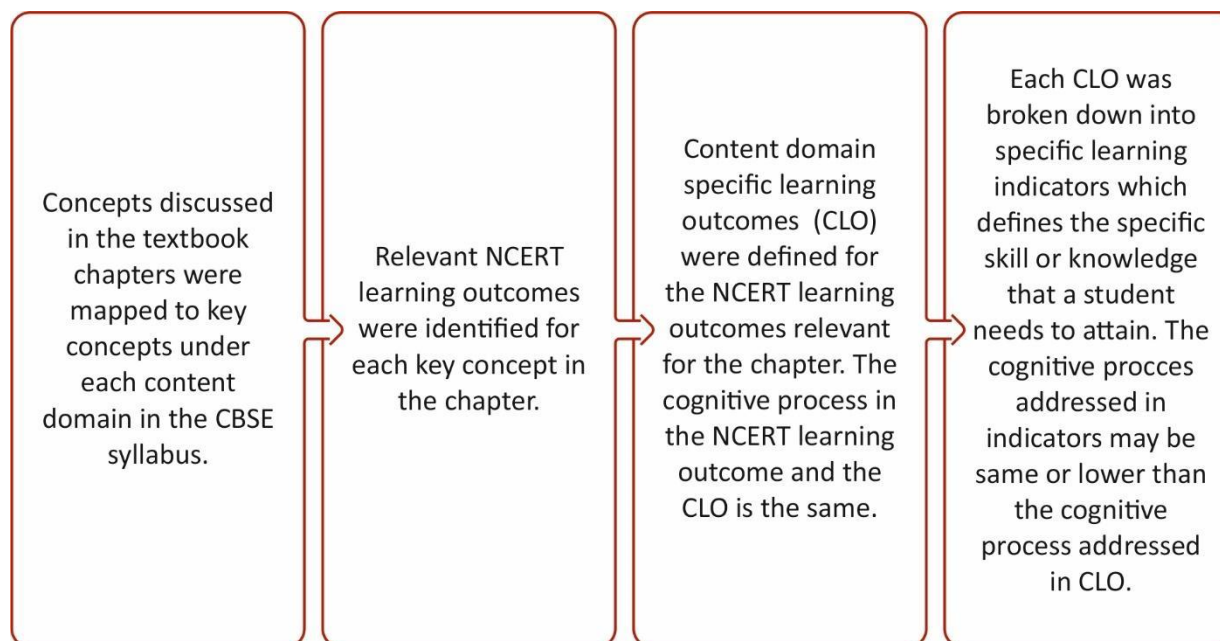 Concepts discussed
in the textbook
chapters were
mapped to key
concepts under
each content
domain in the CBSE
syllabus.
Relevant NCERT
learning outcomes
were identified for
each key concept in
the chapter.
Content domain
specific learning
outcomes (CLO)
were defined for
the NCERT learning
outcomes relevant
for the chapter. The
cognitive process in
the NCERT learning
outcome and the
CLO is the same.
Each CLO was
broken down into
specific learning
indicators which
defines the specific
skill or knowledge
that a student
needs to attain. The
cognitive procces
addressed in
indicators may be
same or lower than
the cognitive
process addressed
in CLO.